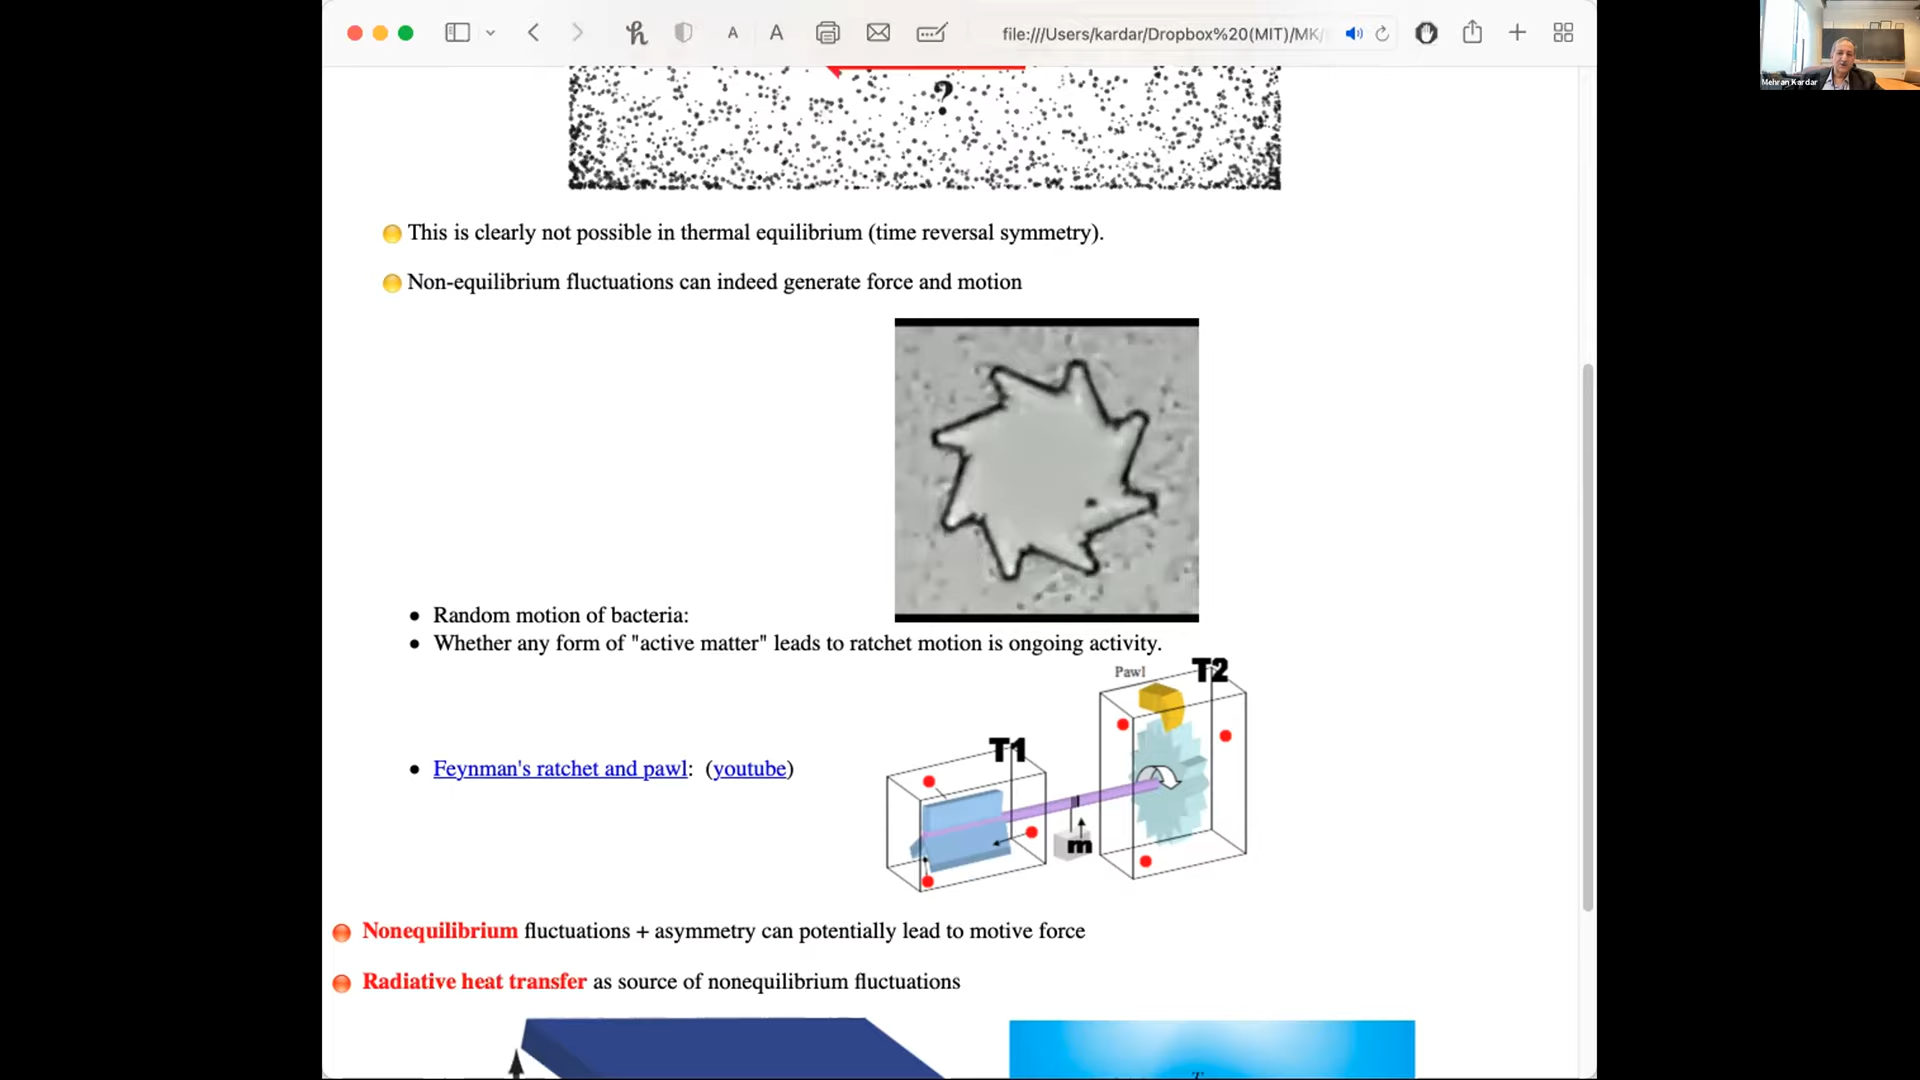 A A file:///Users/kardar/Dropbox%20(MIT)/MK/
Mehran Kardar
?
This is clearly not possible in thermal equilibrium (time reversal symmetry).
Non-equilibrium fluctuations can indeed generate force and motion
Random motion of bacteria:
Whether any form of "active matter" leads to ratchet motion is ongoing activity.
Pawl T2
T1
Feynman's ratchet and pawl: (youtube)
m
Nonequilibrium fluctuations + asymmetry can potentially lead to motive force
Radiative heat transfer as source of nonequilibrium fluctuations